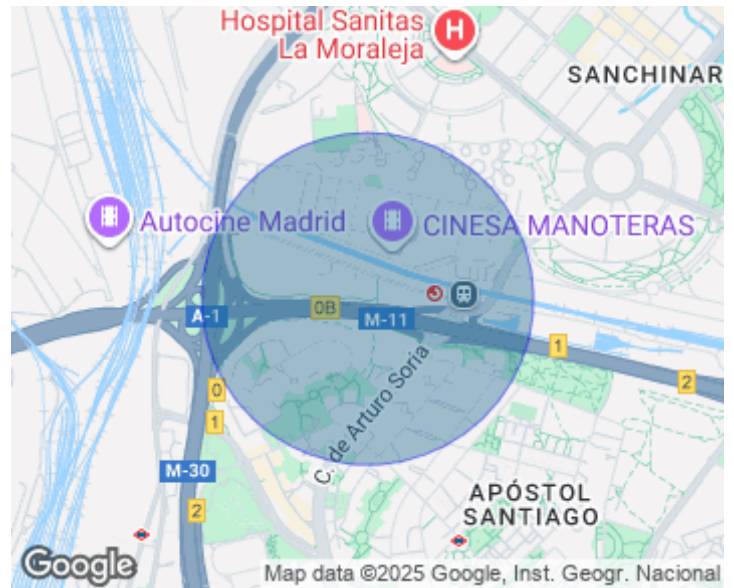 Hospital Sanitas
La Moraleja
H
SANCHINAR
Autocine Madrid
CINESA MANOTERAS
A-1
0B
M-11
1
2
0
1
C. de Arturo Soria
M-30
2
APÓSTOL
SANTIAGO
Google
Map data ©2025 Google, Inst. Geogr. Nacional